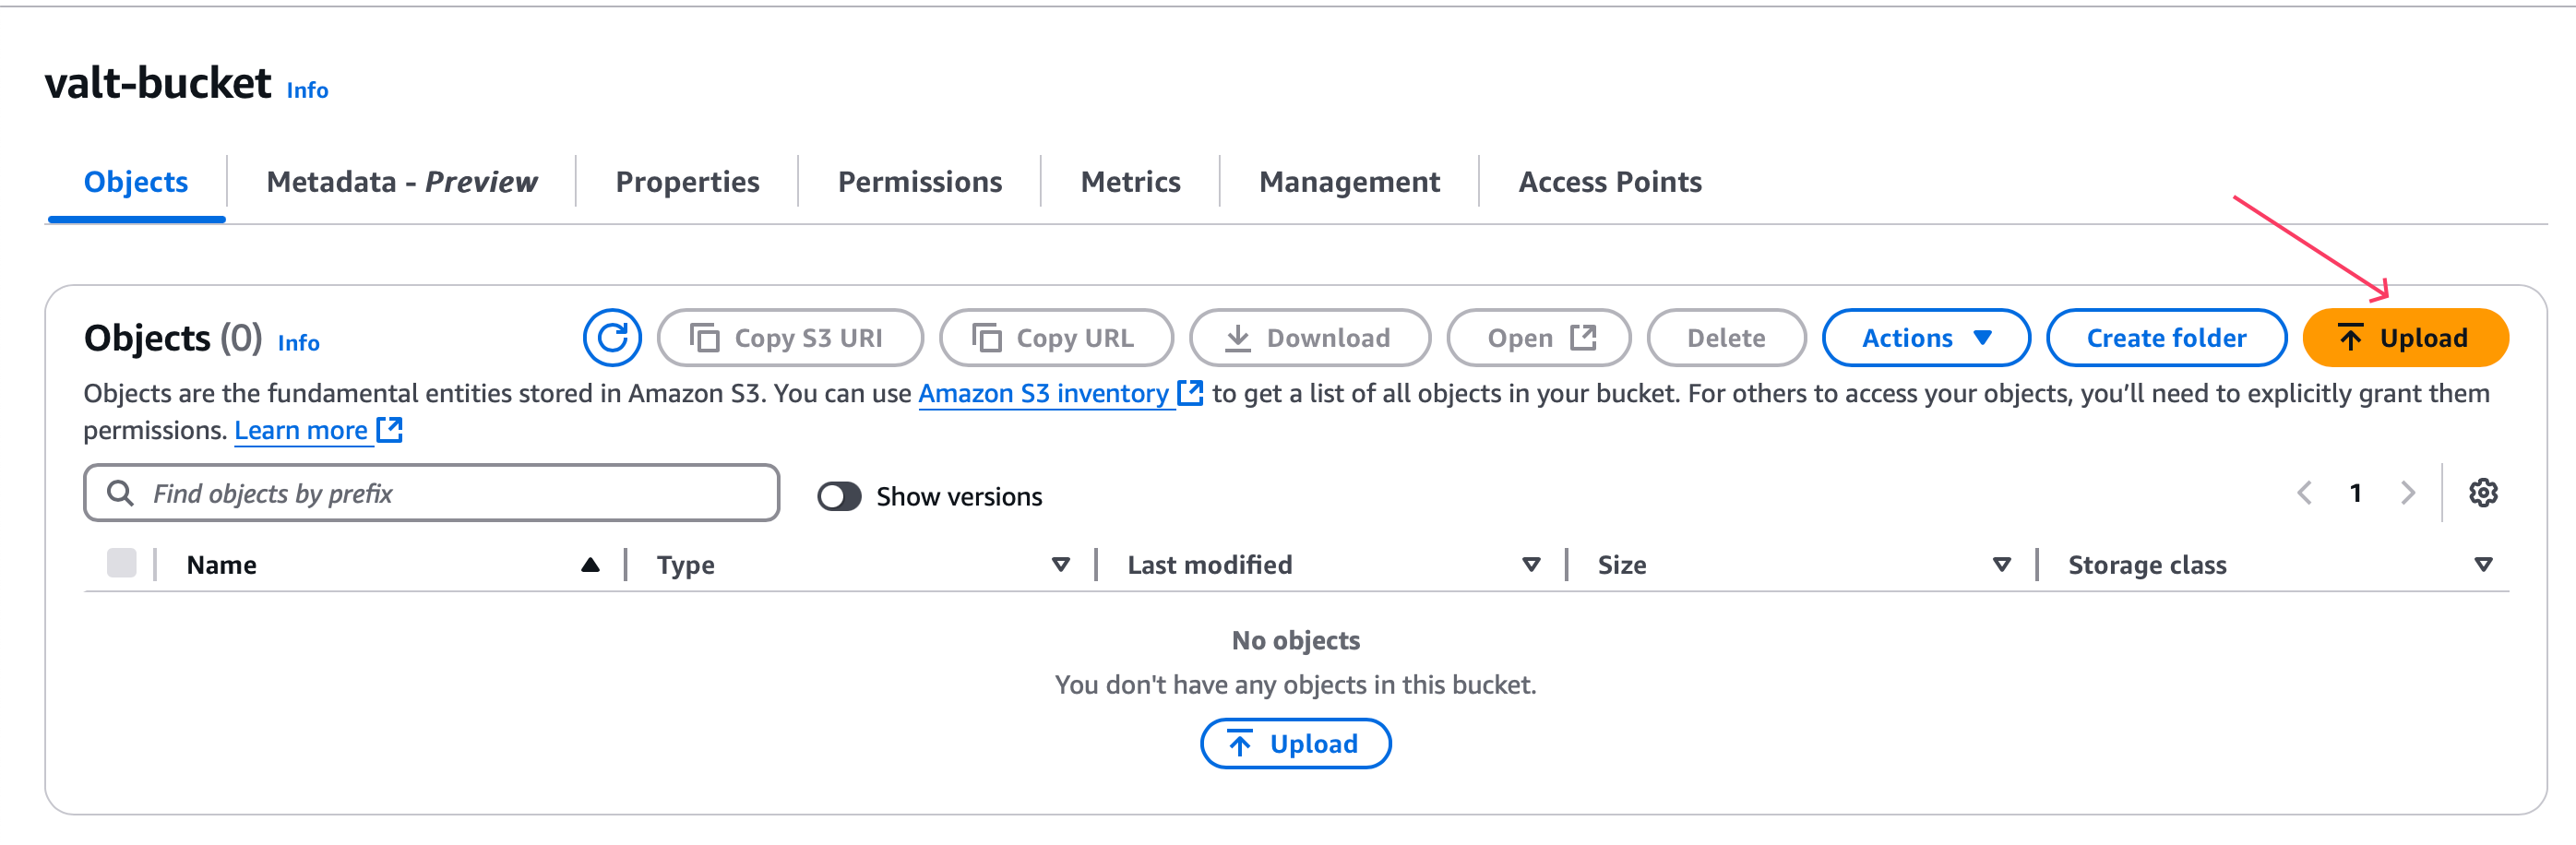 valt-bucket Info
Objects Metadata - Preview Properties Permissions Metrics Management Access Points
Objects (0) Info Copy S3 URI Copy URL Download Open Delete Actions Create folder Upload
Objects are the fundamental entities stored in Amazon S3. You can use Amazon S3 inventory to get a list of all objects in your bucket. For others to access your objects, you’ll need to explicitly grant them
permissions. Learn more
Find objects by prefix Show versions 1
Name Type Last modified Size Storage class
No objects
You don't have any objects in this bucket.
Upload